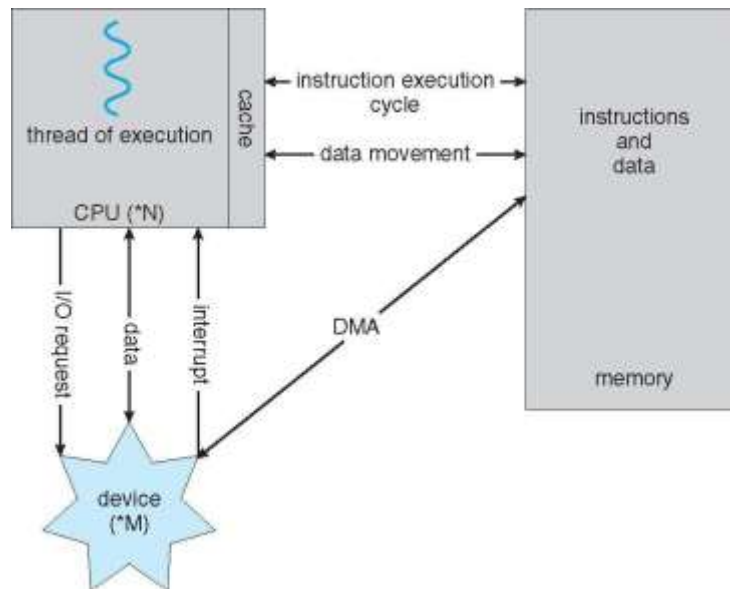 thread of execution
cache
CPU (*N)
instruction execution
cycle
data movement
instructions
and
data
I/O request
data
interrupt
DMA
memory
device
(*M)